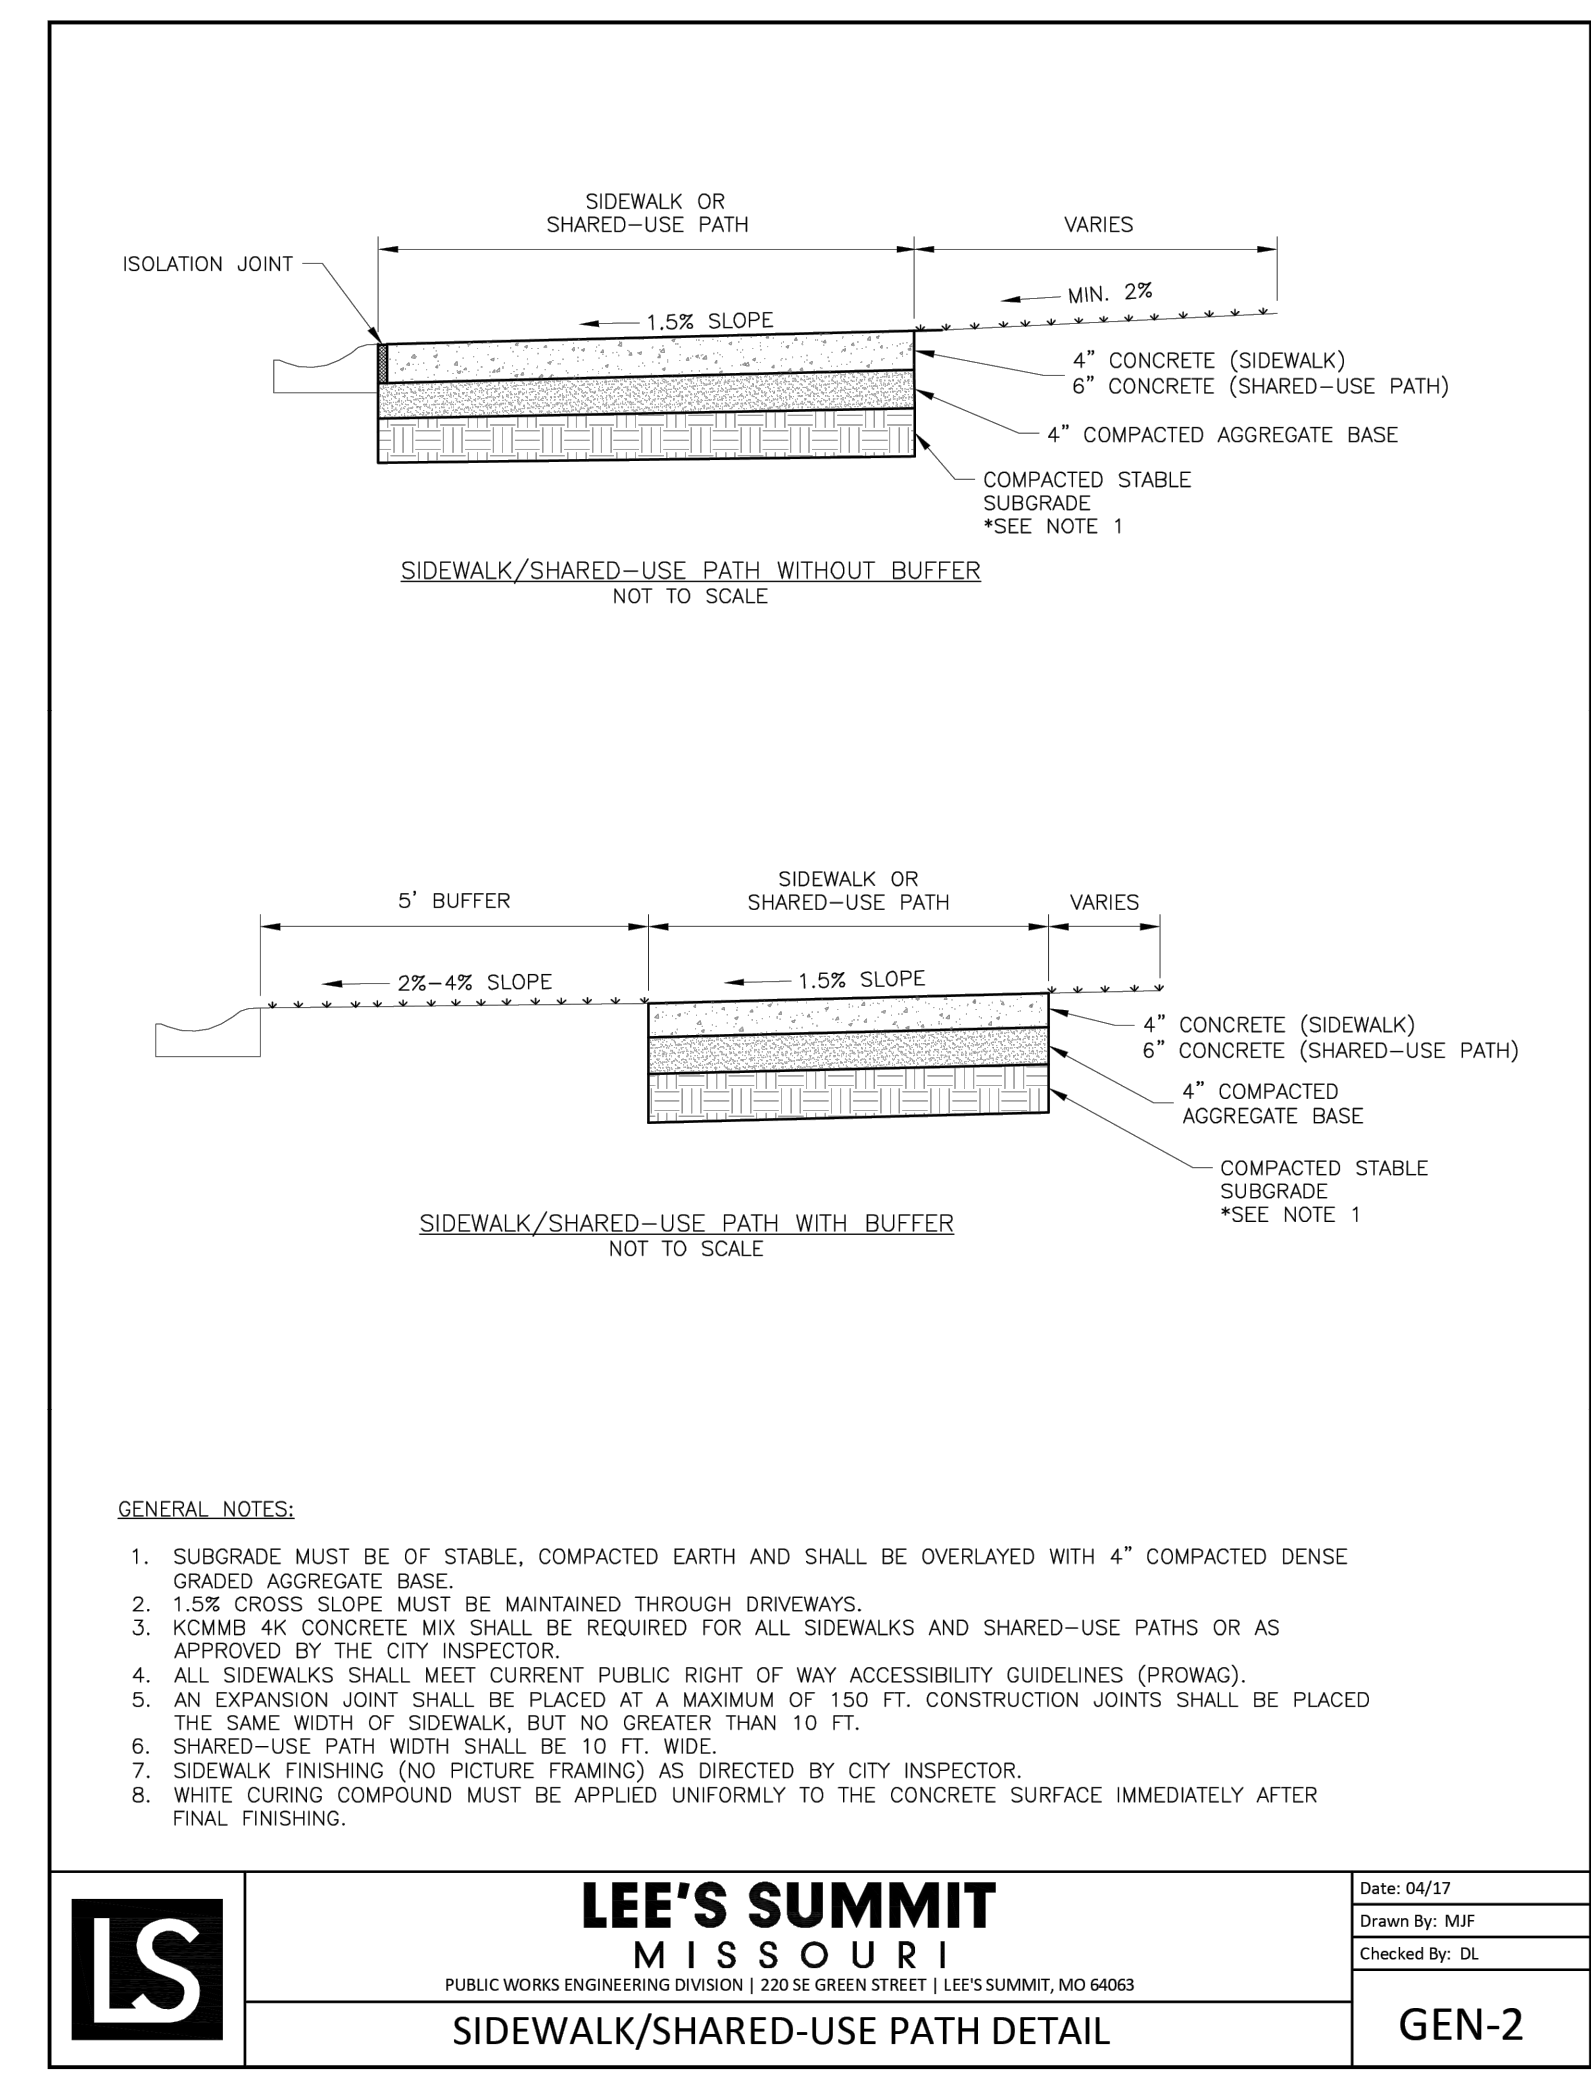 SIDEWALK OR
SHARED-USE PATH
VARIES
ISOLATION JOINT
MIN. 2%
1.5% SLOPE
4" CONCRETE (SIDEWALK)
6" CONCRETE (SHARED-USE PATH)
4" COMPACTED AGGREGATE BASE
COMPACTED STABLE
SUBGRADE
*SEE NOTE 1
SIDEWALK/SHARED-USE PATH WITHOUT BUFFER
NOT TO SCALE
5' BUFFER
SIDEWALK OR
SHARED-USE PATH
VARIES
2%-4% SLOPE
1.5% SLOPE
4" CONCRETE (SIDEWALK)
6" CONCRETE (SHARED-USE PATH)
4" COMPACTED
AGGREGATE BASE
COMPACTED STABLE
SUBGRADE
*SEE NOTE 1
SIDEWALK/SHARED-USE PATH WITH BUFFER
NOT TO SCALE
GENERAL NOTES:
1. SUBGRADE MUST BE OF STABLE, COMPACTED EARTH AND SHALL BE OVERLAYED WITH 4" COMPACTED DENSE
GRADED AGGREGATE BASE.
2. 1.5% CROSS SLOPE MUST BE MAINTAINED THROUGH DRIVEWAYS.
3. KCMMB 4K CONCRETE MIX SHALL BE REQUIRED FOR ALL SIDEWALKS AND SHARED-USE PATHS OR AS
APPROVED BY THE CITY INSPECTOR.
4. ALL SIDEWALKS SHALL MEET CURRENT PUBLIC RIGHT OF WAY ACCESSIBILITY GUIDELINES (PROWAG).
5. AN EXPANSION JOINT SHALL BE PLACED AT A MAXIMUM OF 150 FT. CONSTRUCTION JOINTS SHALL BE PLACED
THE SAME WIDTH OF SIDEWALK, BUT NO GREATER THAN 10 FT.
6. SHARED-USE PATH WIDTH SHALL BE 10 FT. WIDE.
7. SIDEWALK FINISHING (NO PICTURE FRAMING) AS DIRECTED BY CITY INSPECTOR.
8. WHITE CURING COMPOUND MUST BE APPLIED UNIFORMLY TO THE CONCRETE SURFACE IMMEDIATELY AFTER
FINAL FINISHING.
LS
LEE'S SUMMIT
MISSOURI
PUBLIC WORKS ENGINEERING DIVISION | 220 SE GREEN STREET | LEE'S SUMMIT, MO 64063
SIDEWALK/SHARED-USE PATH DETAIL
Date: 04/17
Drawn By: MJF
Checked By: DL
GEN-2